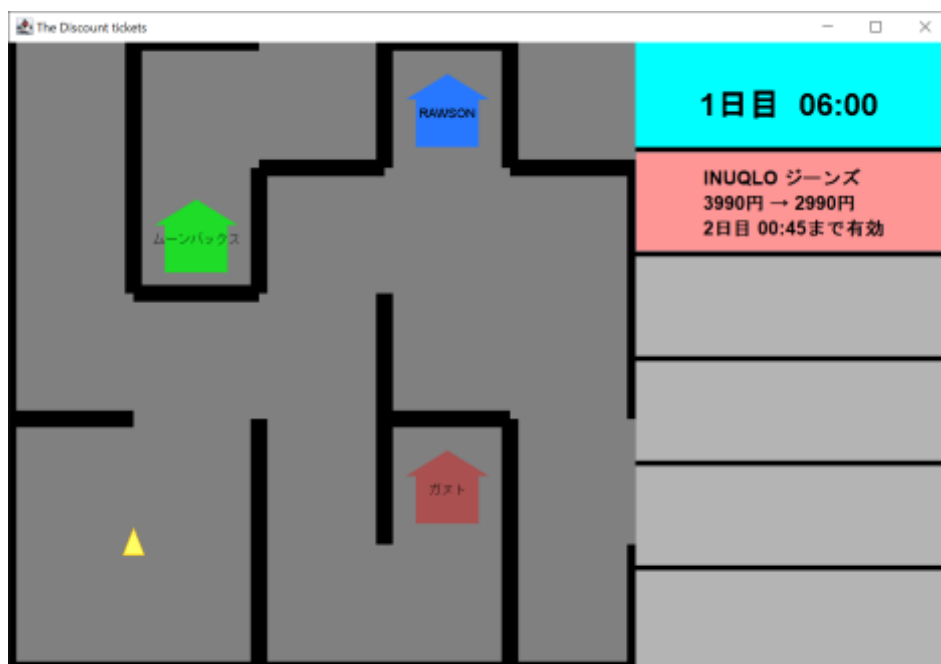 The Discount tickets
1日目 06:00
RAWSON
INUQLO ジーンズ
3990円 → 2990円
2日目 00:45まで有効
ムーンバックス
ガスト